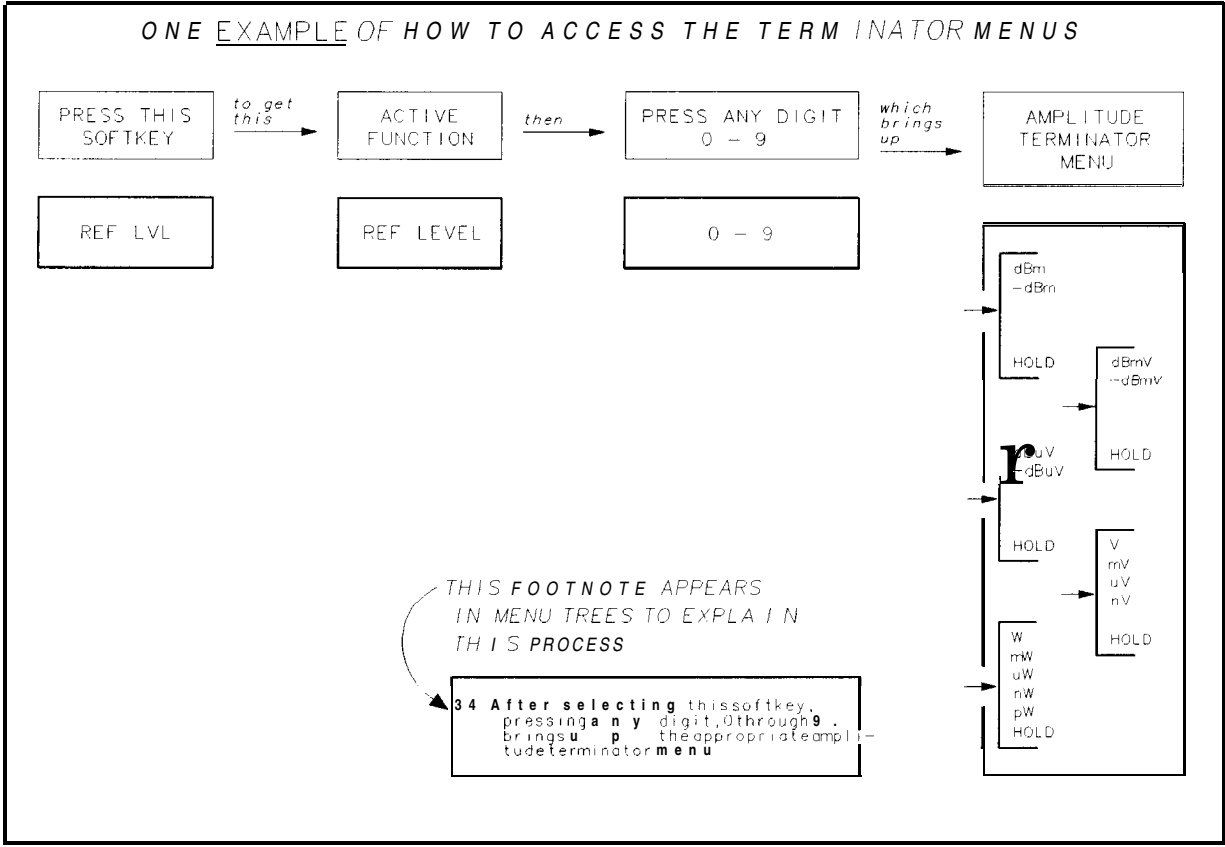 ONE EXAMPLE OF HOW TO ACCESS THE TERMINATOR MENUS
PRESS THIS
SOFTKEY
to get
this
ACTIVE
FUNCTION
then
PRESS ANY DIGIT
0 – 9
which
brings
up
AMPLITUDE
TERMINATOR
MENU
REF LVL
REF LEVEL
0 – 9
dBm
–dBm
HOLD
dBmV
–dBmV
HOLD
–dBuV
HOLD
V
mV
uV
nV
HOLD
W
mW
uW
nW
pW
HOLD
THIS FOOTNOTE APPEARS
IN MENU TREES TO EXPLAIN
THIS PROCESS
34 After selecting this softkey,
pressing any digit, 0 through 9.
brings up the appropriate ampli–
tude terminator menu